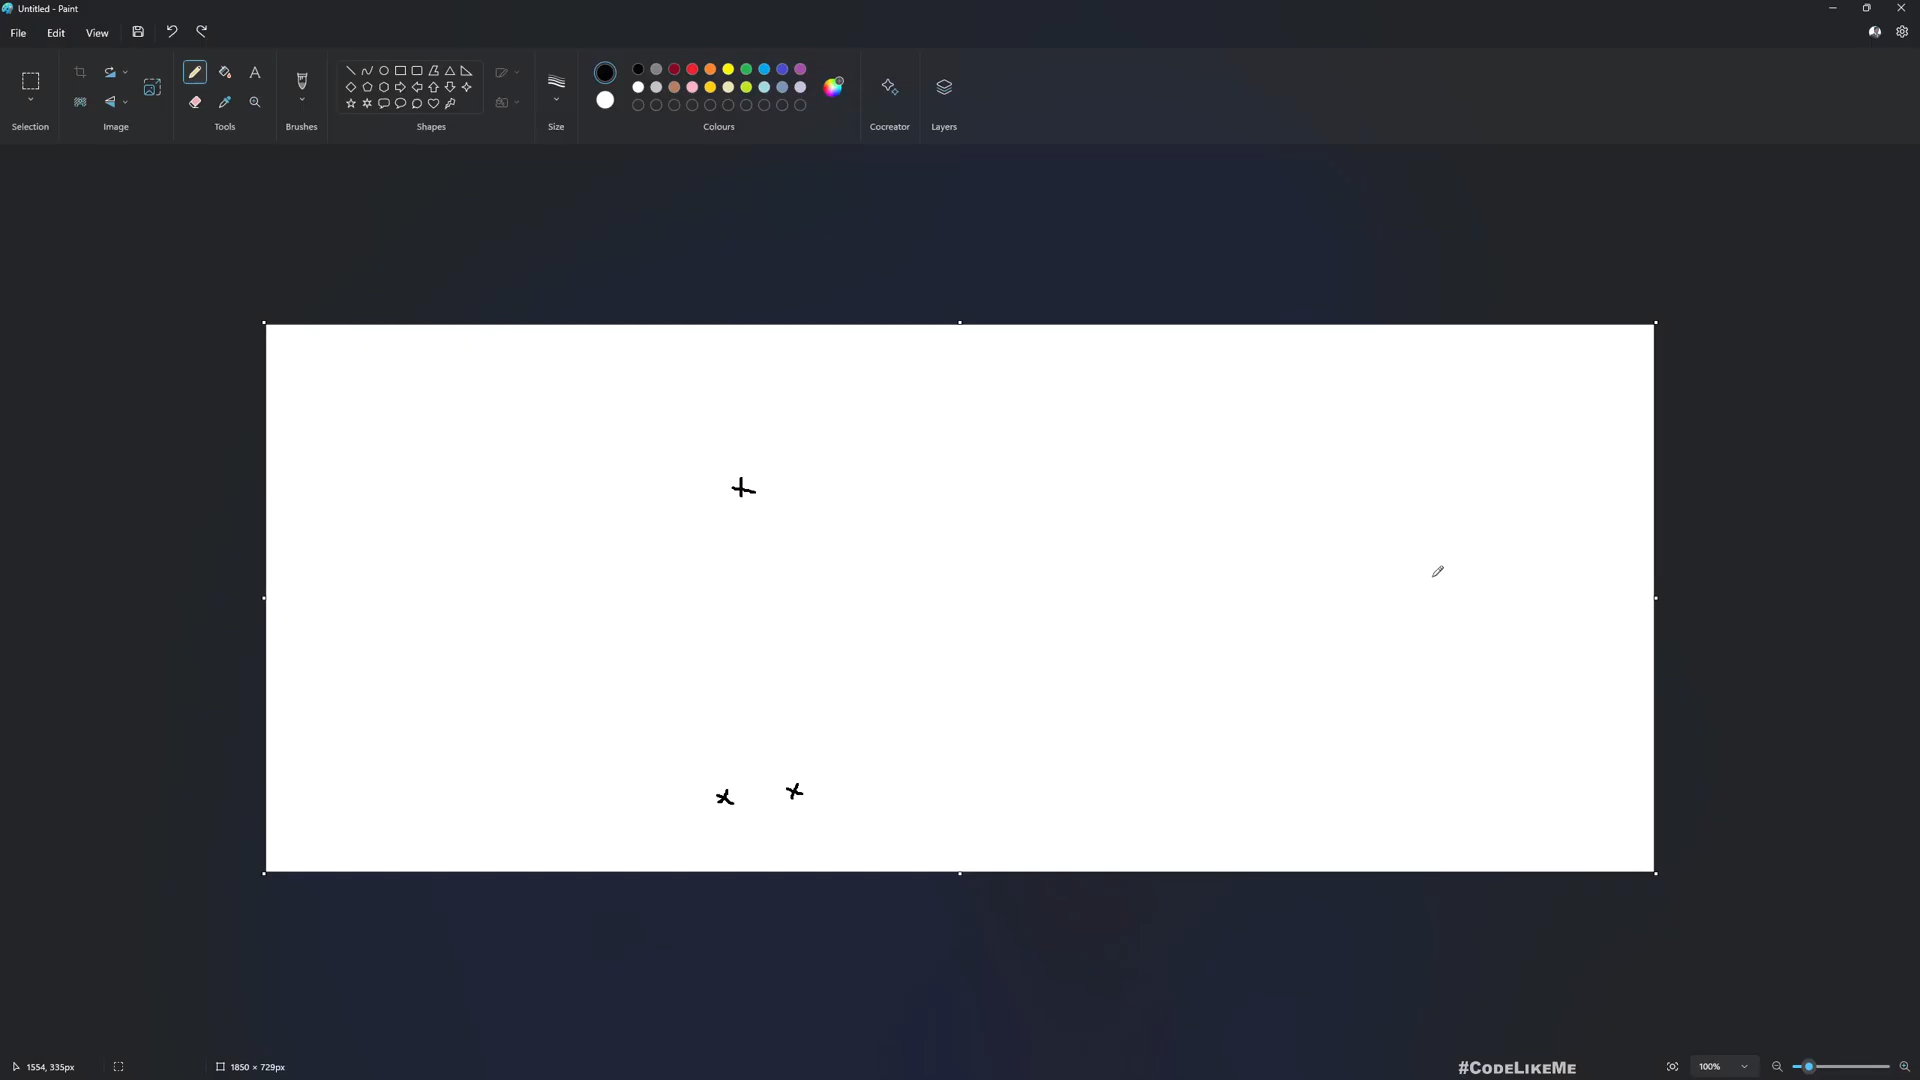 Untitled - Paint
File Edit View
Selection Image Tools Brushes Shapes Size Colours Cocreator Layers
+
x x
1554, 335px 1850 × 729px #CODELIKEME 100%